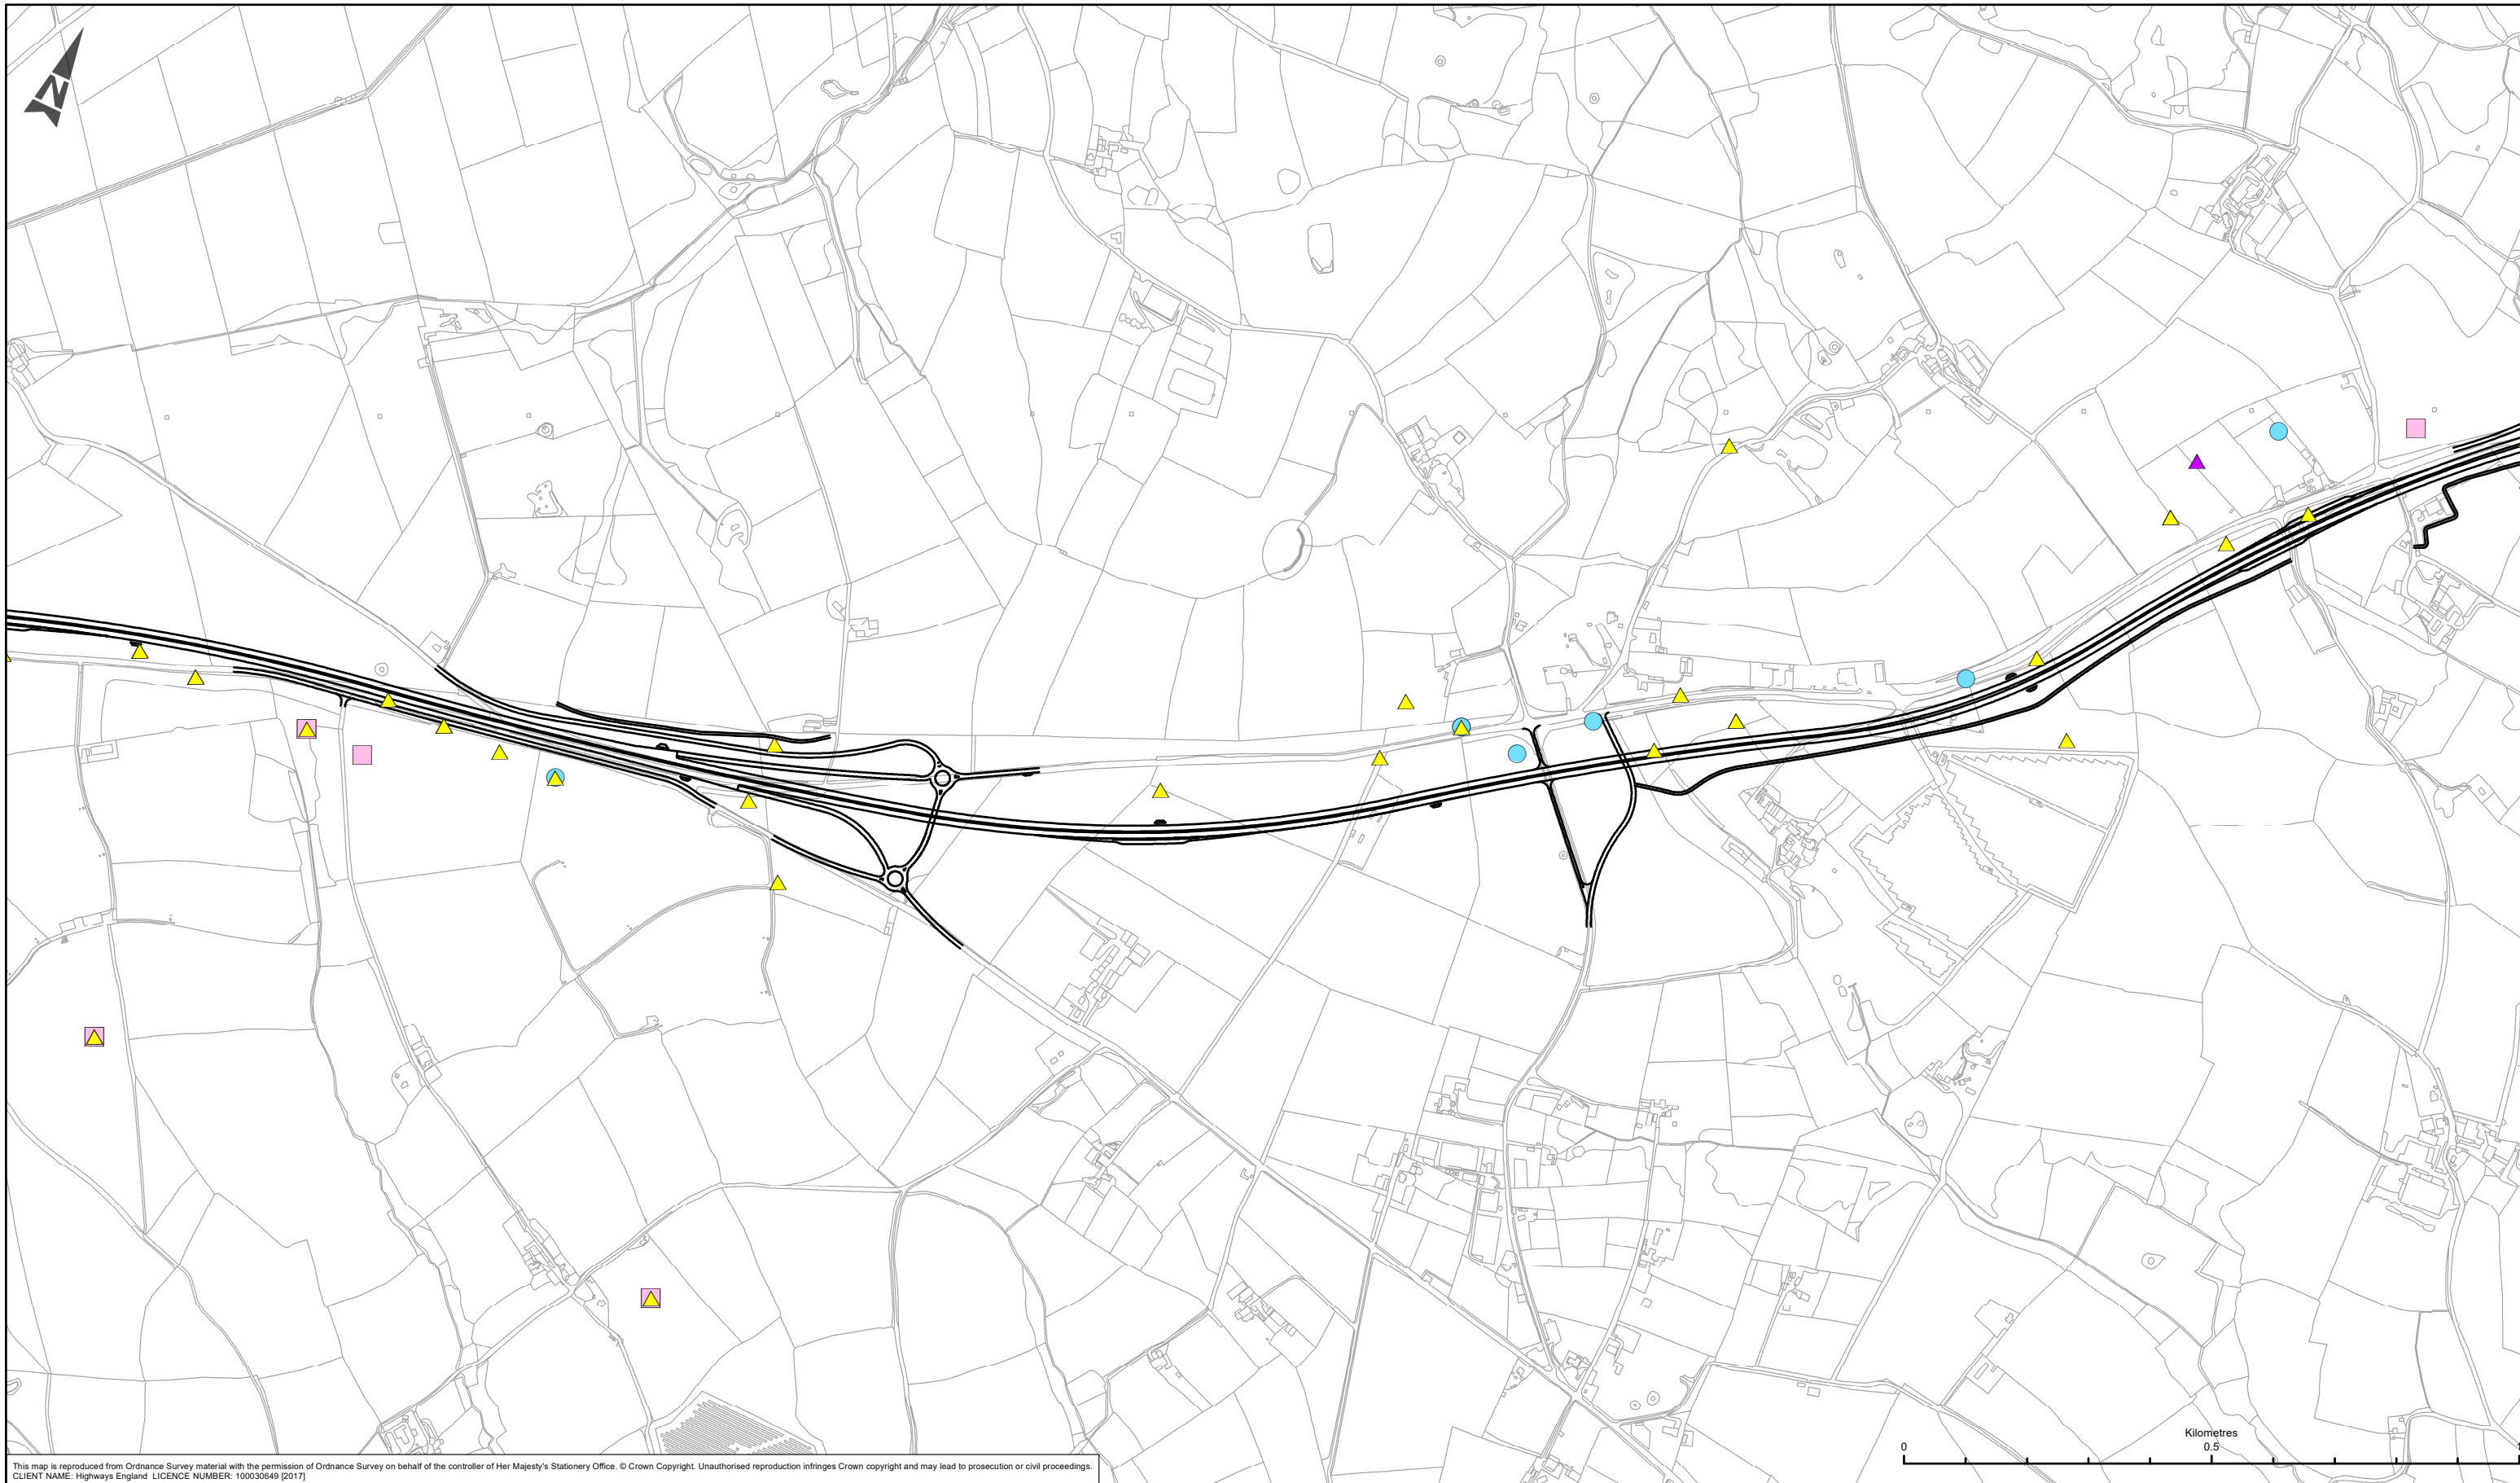 N
Kilometres
0 0.5
This map is reproduced from Ordnance Survey material with the permission of Ordnance Survey on behalf of the controller of Her Majesty's Stationery Office. © Crown Copyright. Unauthorised reproduction infringes Crown copyright and may lead to prosecution or civil proceedings.
CLIENT NAME: Highways England LICENCE NUMBER: 100030649 [2017]